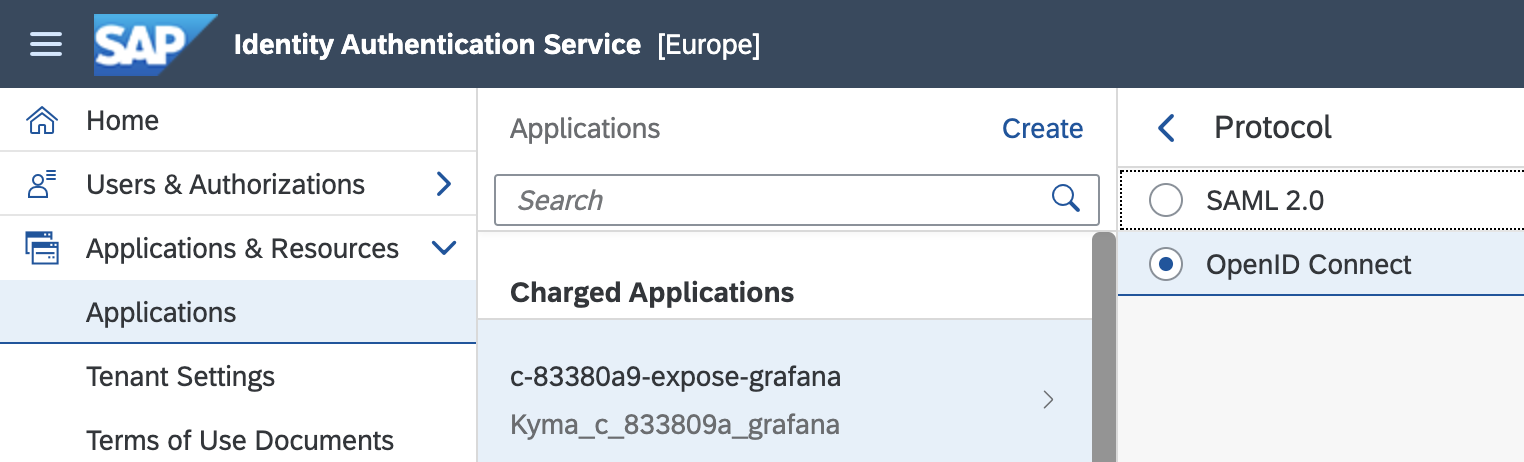 SAP Identity Authentication Service [Europe]
Home
Users & Authorizations
Applications & Resources
Applications
Tenant Settings
Terms of Use Documents
Applications Create
Search
Charged Applications
c-83380a9-expose-grafana
Kyma_c_833809a_grafana
Protocol
SAML 2.0
OpenID Connect